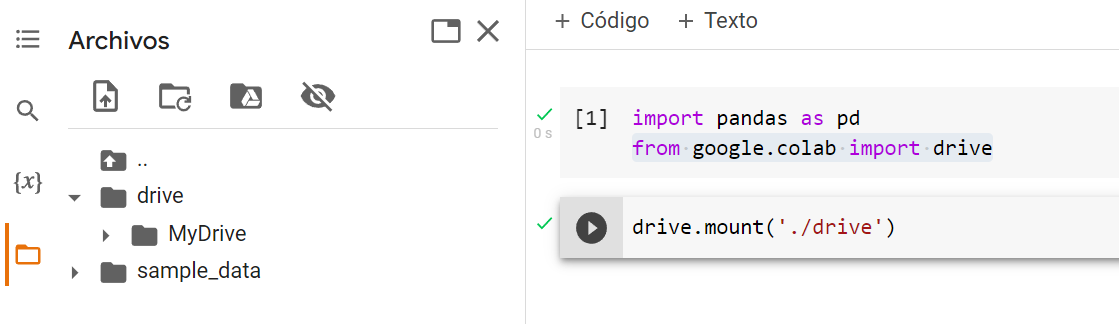 Archivos
..
drive
MyDrive
sample_data
{x}
+ Código + Texto
[1] import pandas as pd
0 s
from google.colab import drive
drive.mount('./drive')